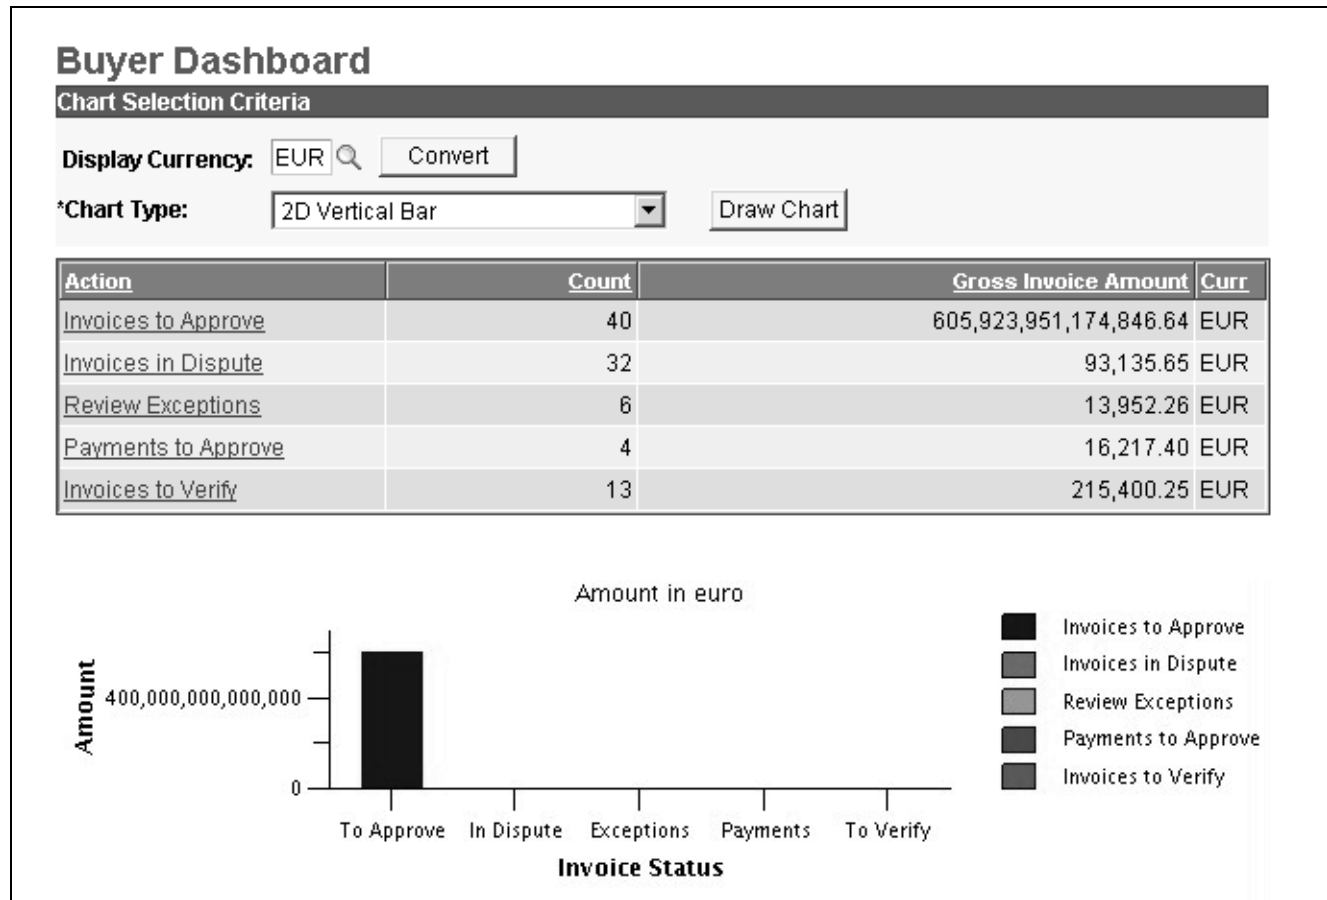 Buyer Dashboard
Chart Selection Criteria
Display Currency: EUR Convert
*Chart Type: 2D Vertical Bar Draw Chart
Action Count Gross Invoice Amount Curr
Invoices to Approve 40 605,923,951,174,846.64 EUR
Invoices in Dispute 32 93,135.65 EUR
Review Exceptions 6 13,952.26 EUR
Payments to Approve 4 16,217.40 EUR
Invoices to Verify 13 215,400.25 EUR
Amount in euro
Amount
400,000,000,000,000
0
To Approve In Dispute Exceptions Payments To Verify
Invoice Status
Invoices to Approve
Invoices in Dispute
Review Exceptions
Payments to Approve
Invoices to Verify